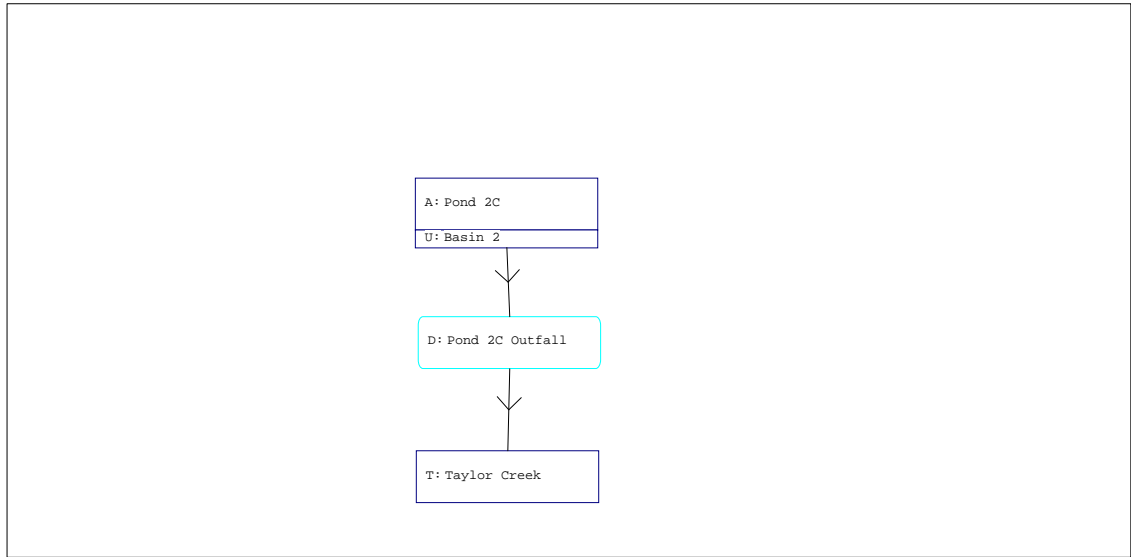 A: Pond 2C
U: Basin 2
D: Pond 2C Outfall
T: Taylor Creek